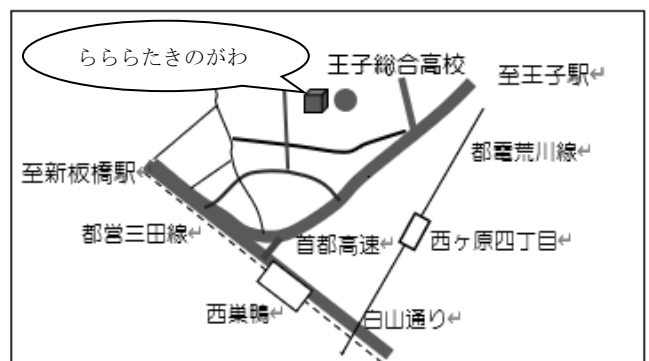 らららたきのがわ
王子総合高校
至王子駅↵
都電荒川線↵
至新板橋駅↵
都営三田線↵
首都高速↵
西ヶ原四丁目↵
西巣鴨↵
白山通り↵